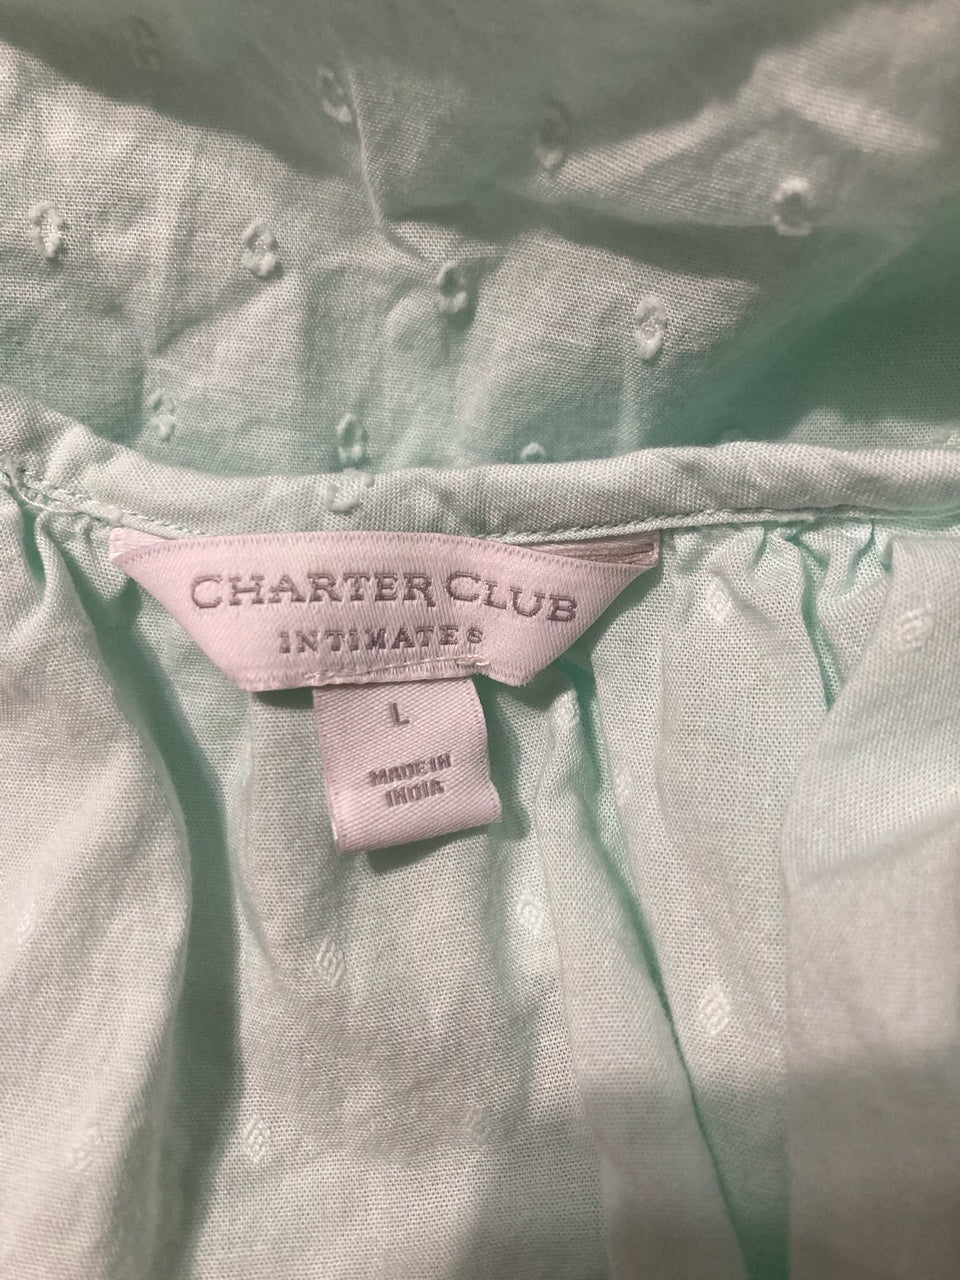 CHARTER CLUB
INTIMATES
L
MADE IN
INDIA